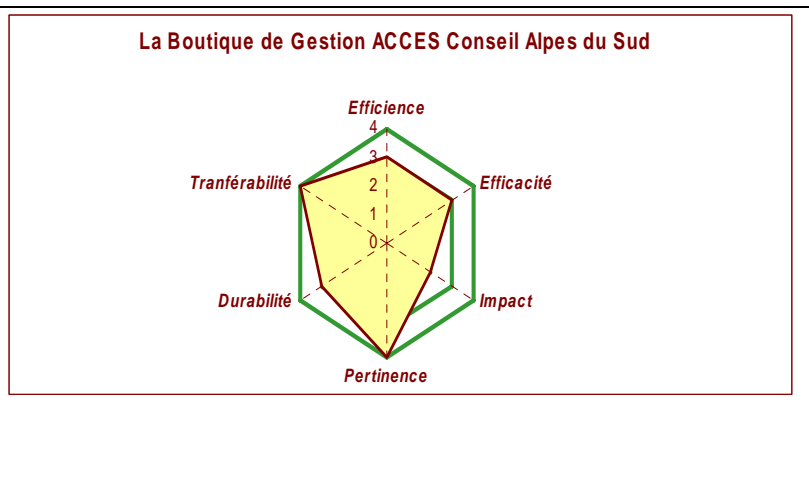 La Boutique de Gestion ACCES Conseil Alpes du Sud
Efficience
4
3
2
1
0
Tranférabilité
Efficacité
Durabilité
Impact
Pertinence